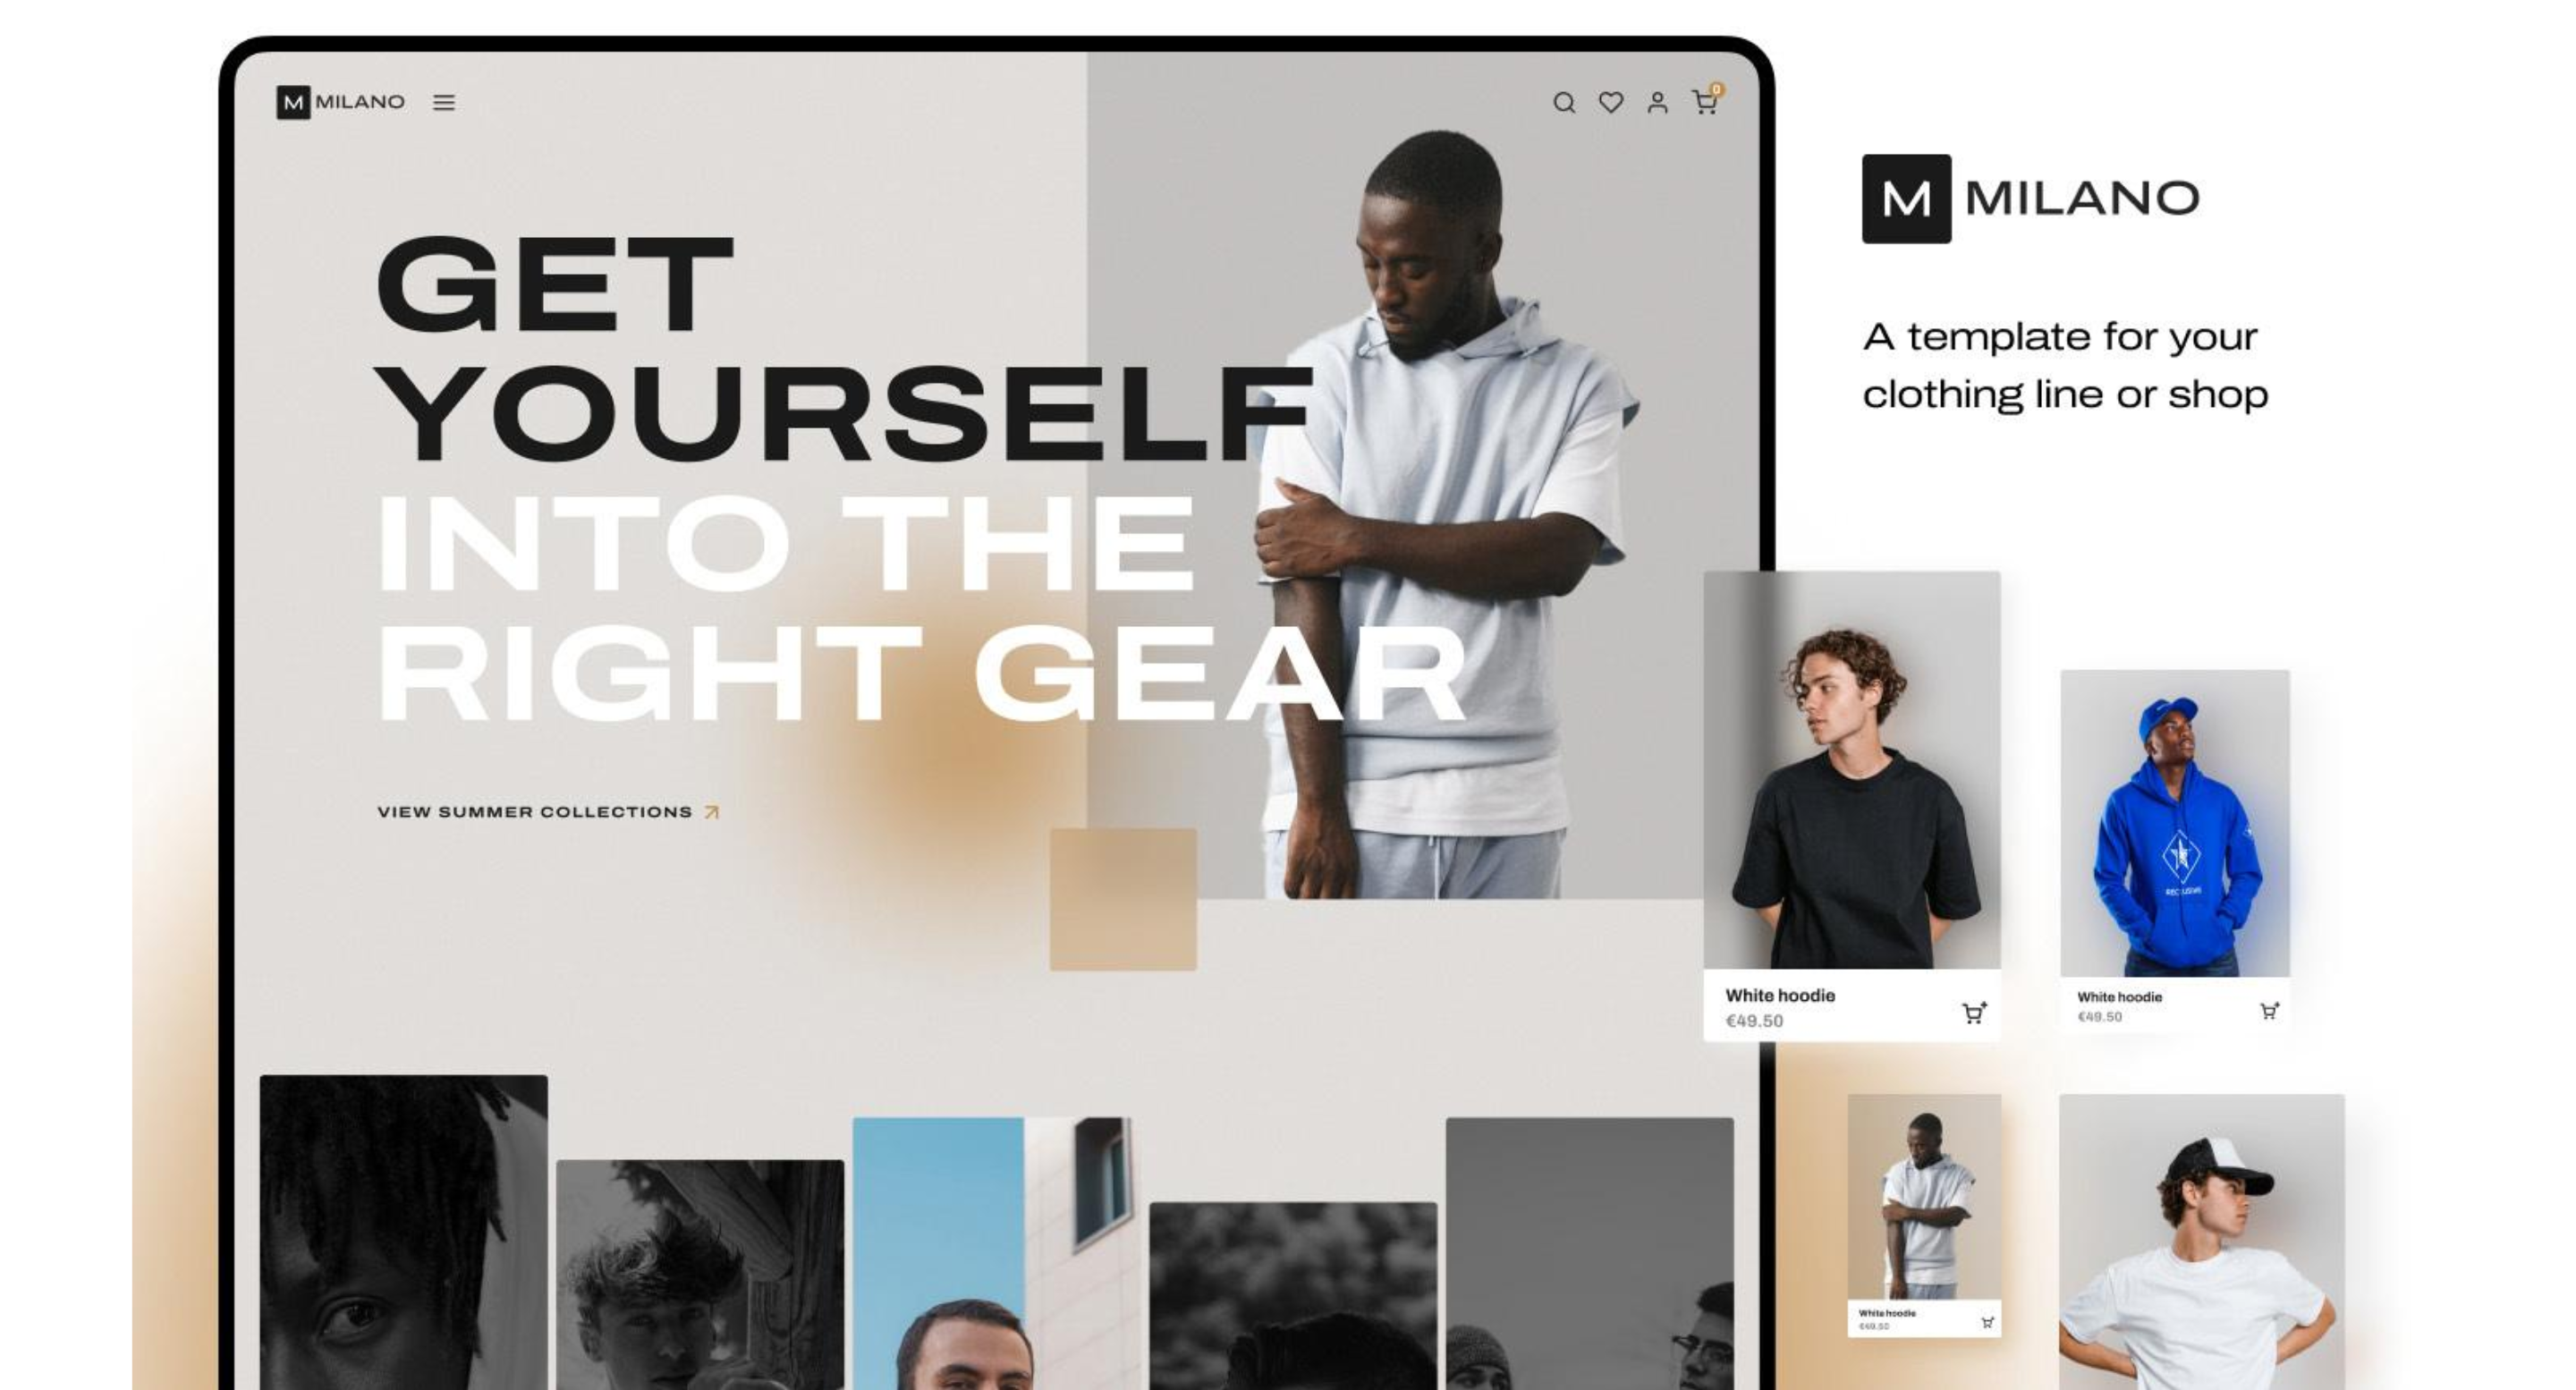 M MILANO
0
GET
YOURSELF
INTO THE
RIGHT GEAR
VIEW SUMMER COLLECTIONS
M MILANO
A template for your
clothing line or shop
White hoodie
€49.50
White hoodie
€49.50
White hoodie
€49.50